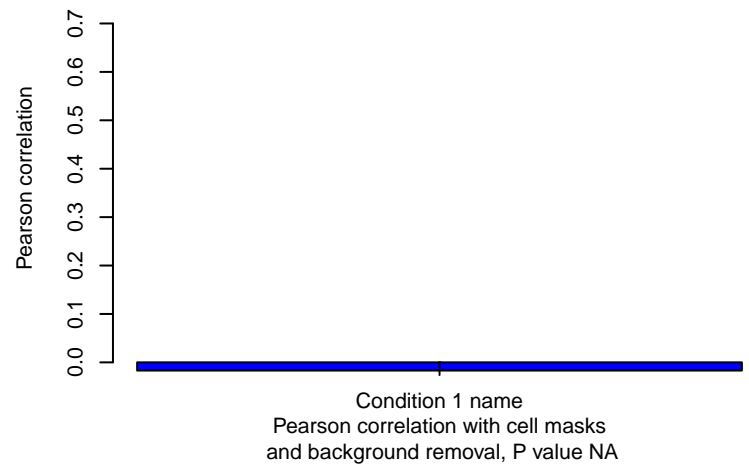 Pearson correlation
0.7
0.6
0.5
0.4
0.3
0.2
0.1
0.0
Condition 1 name
Pearson correlation with cell masks
and background removal, P value NA